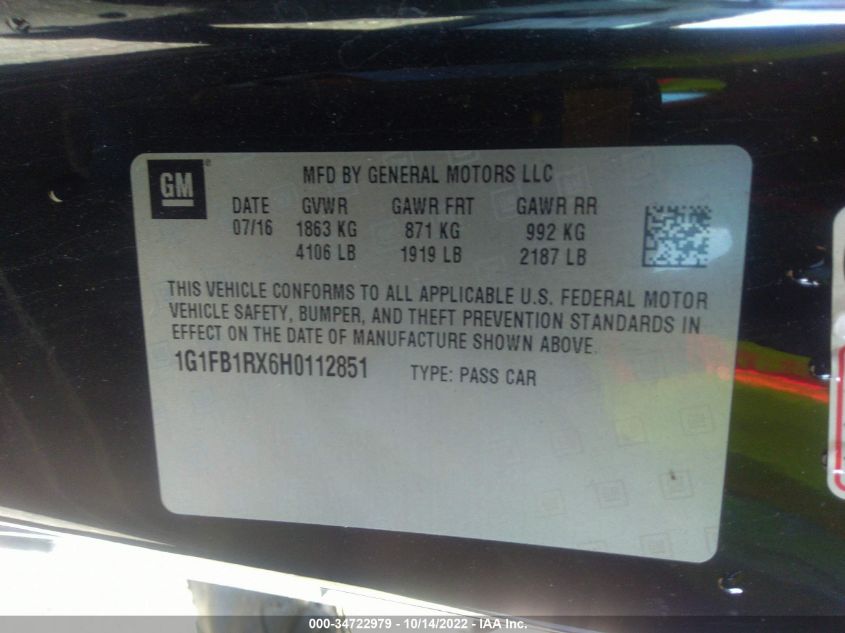 GM
MFD BY GENERAL MOTORS LLC
DATE GVWR GAWR FRT GAWR RR
07/16 1863 KG 871 KG 992 KG
4106 LB 1919 LB 2187 LB
THIS VEHICLE CONFORMS TO ALL APPLICABLE U.S. FEDERAL MOTOR
VEHICLE SAFETY, BUMPER, AND THEFT PREVENTION STANDARDS IN
EFFECT ON THE DATE OF MANUFACTURE SHOWN ABOVE.
1G1FB1RX6H0112851 TYPE: PASS CAR
000-34722979 - 10/14/2022 - IAA Inc.